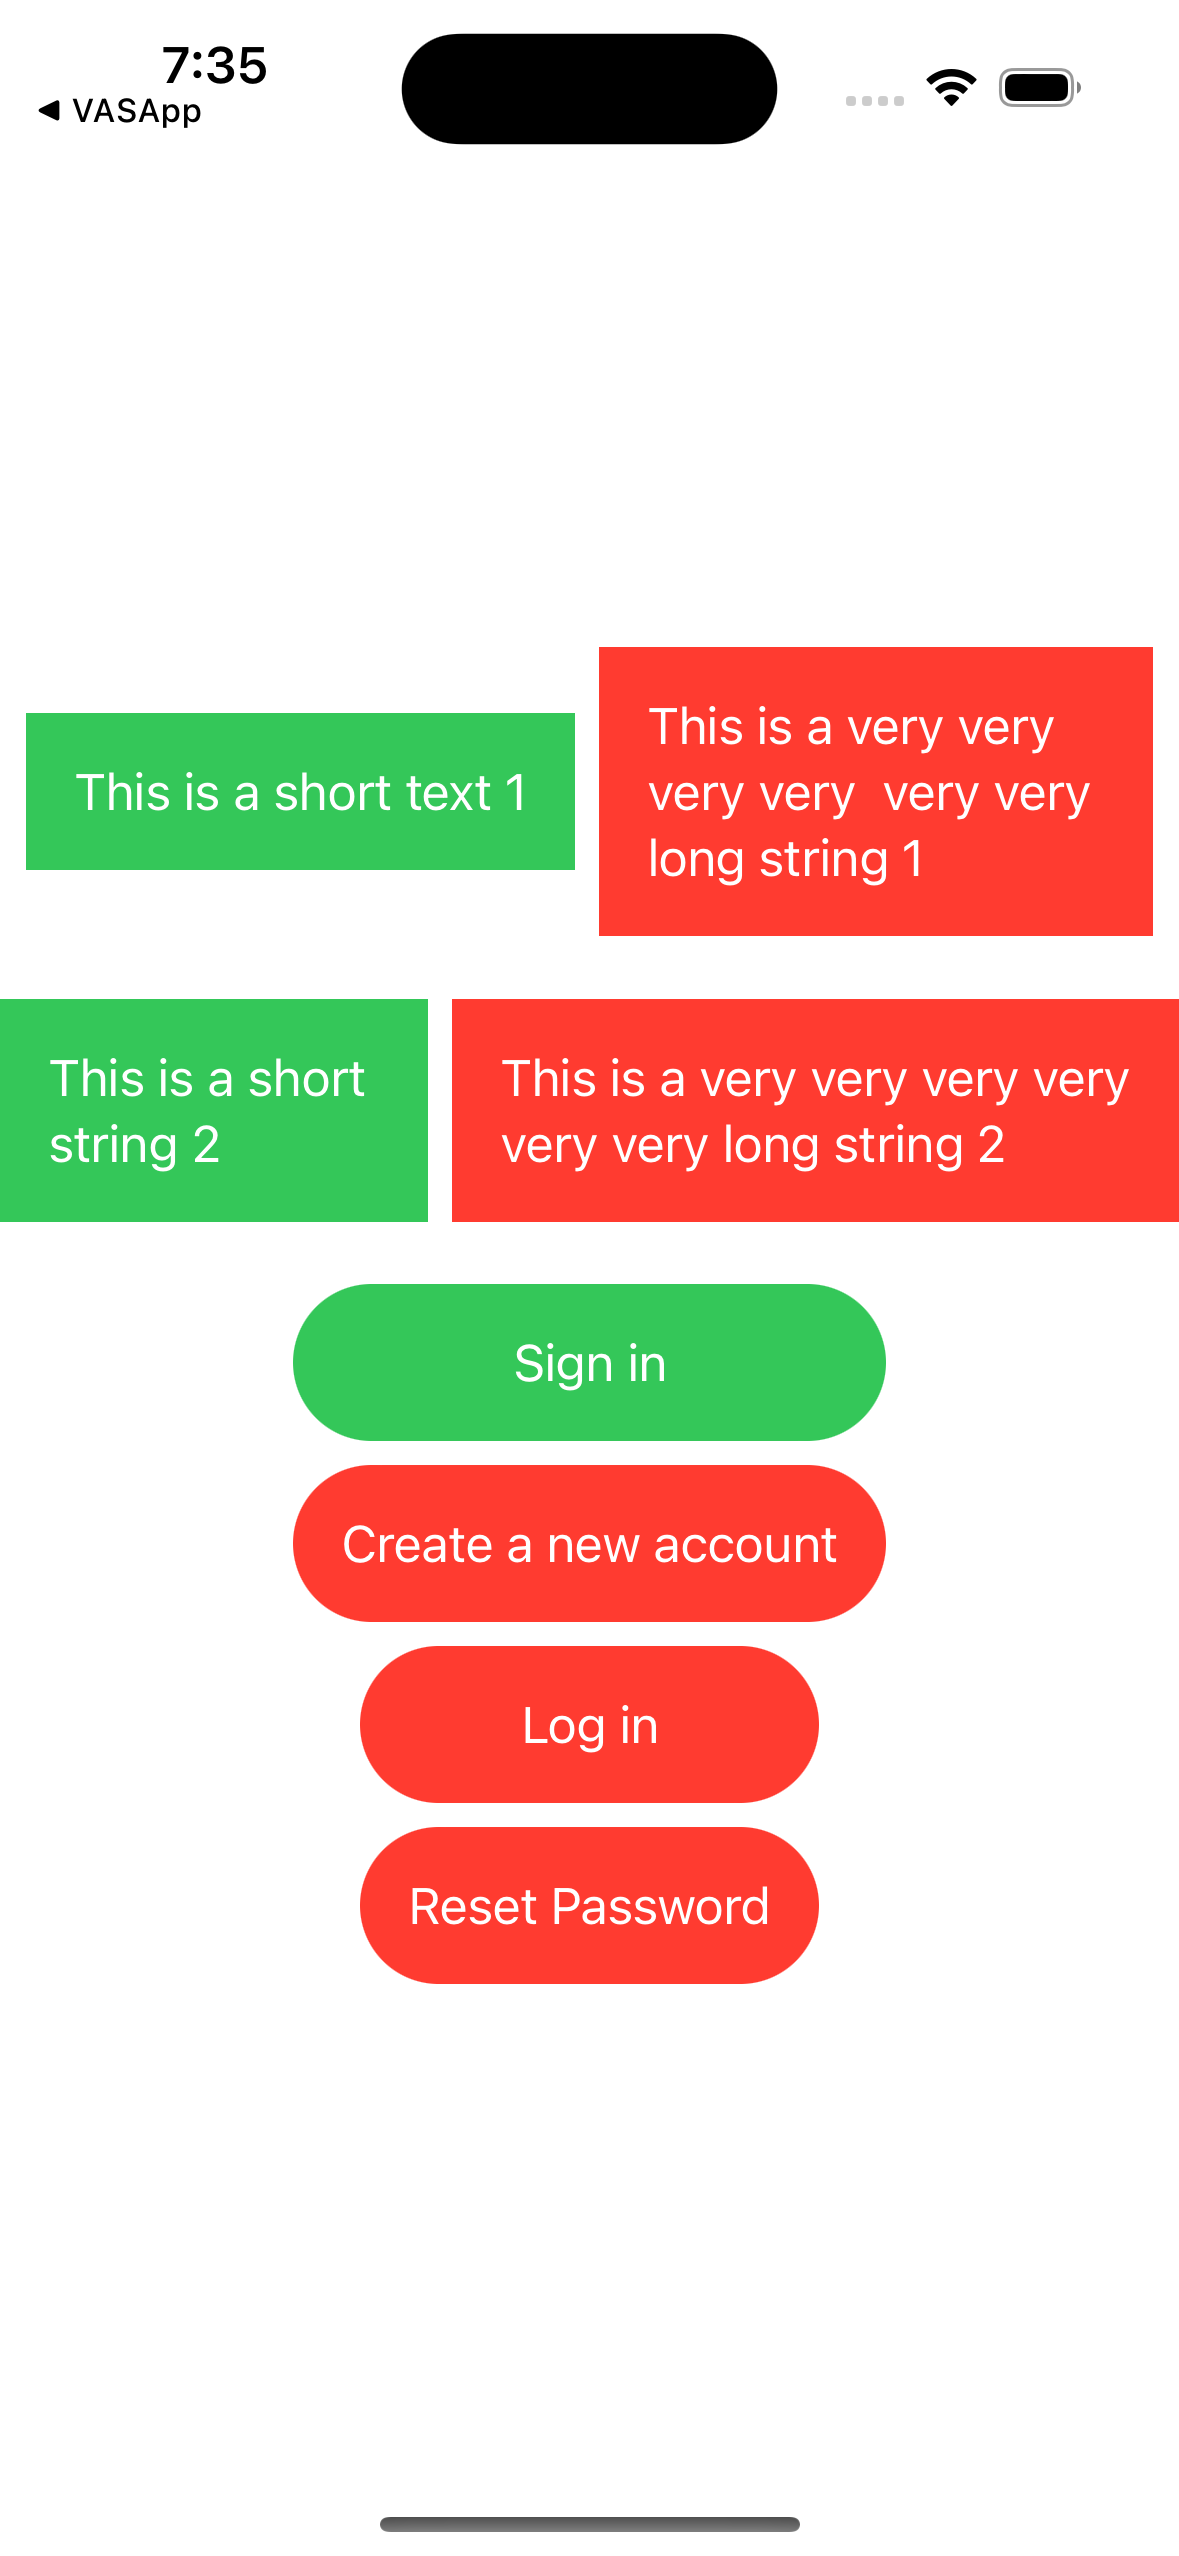 7:35
VASApp
This is a short text 1
This is a very very
very very  very very
long string 1
This is a short
string 2
This is a very very very very
very very long string 2
Sign in
Create a new account
Log in
Reset Password